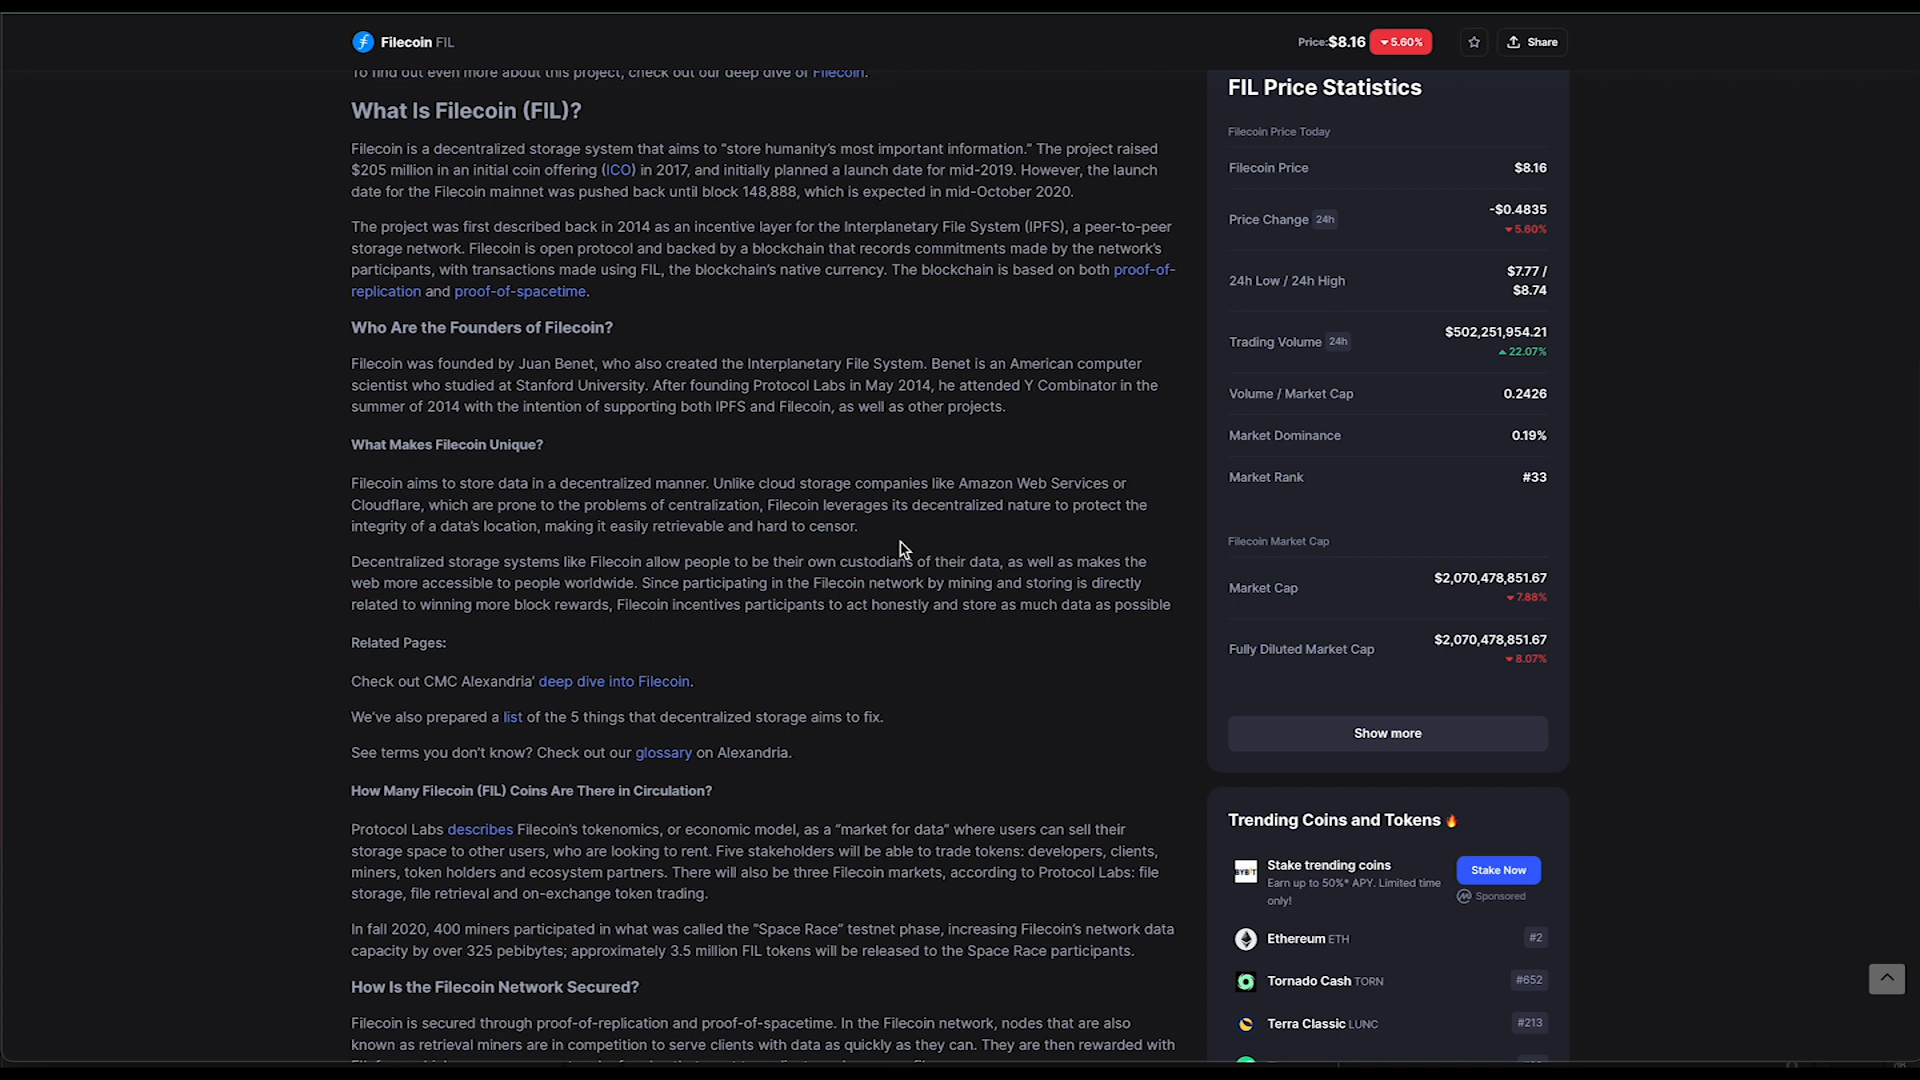 Filecoin FIL
Price:$8.16 5.60%
Share
To find out even more about this project, check out our deep dive of Filecoin.
What Is Filecoin (FIL)?
Filecoin is a decentralized storage system that aims to "store humanity's most important information." The project raised
$205 million in an initial coin offering (ICO) in 2017, and initially planned a launch date for mid-2019. However, the launch
date for the Filecoin mainnet was pushed back until block 148,888, which is expected in mid-October 2020.
The project was first described back in 2014 as an incentive layer for the Interplanetary File System (IPFS), a peer-to-peer
storage network. Filecoin is open protocol and backed by a blockchain that records commitments made by the network's
participants, with transactions made using FIL, the blockchain's native currency. The blockchain is based on both proof-of-
replication and proof-of-spacetime.
Who Are the Founders of Filecoin?
Filecoin was founded by Juan Benet, who also created the Interplanetary File System. Benet is an American computer
scientist who studied at Stanford University. After founding Protocol Labs in May 2014, he attended Y Combinator in the
summer of 2014 with the intention of supporting both IPFS and Filecoin, as well as other projects.
What Makes Filecoin Unique?
Filecoin aims to store data in a decentralized manner. Unlike cloud storage companies like Amazon Web Services or
Cloudflare, which are prone to the problems of centralization, Filecoin leverages its decentralized nature to protect the
integrity of a data's location, making it easily retrievable and hard to censor.
Decentralized storage systems like Filecoin allow people to be their own custodians of their data, as well as makes the
web more accessible to people worldwide. Since participating in the Filecoin network by mining and storing is directly
related to winning more block rewards, Filecoin incentives participants to act honestly and store as much data as possible
Related Pages:
Check out CMC Alexandria' deep dive into Filecoin.
We've also prepared a list of the 5 things that decentralized storage aims to fix.
See terms you don't know? Check out our glossary on Alexandria.
How Many Filecoin (FIL) Coins Are There in Circulation?
Protocol Labs describes Filecoin's tokenomics, or economic model, as a "market for data" where users can sell their
storage space to other users, who are looking to rent. Five stakeholders will be able to trade tokens: developers, clients,
miners, token holders and ecosystem partners. There will also be three Filecoin markets, according to Protocol Labs: file
storage, file retrieval and on-exchange token trading.
In fall 2020, 400 miners participated in what was called the "Space Race" testnet phase, increasing Filecoin's network data
capacity by over 325 pebibytes; approximately 3.5 million FIL tokens will be released to the Space Race participants.
How Is the Filecoin Network Secured?
Filecoin is secured through proof-of-replication and proof-of-spacetime. In the Filecoin network, nodes that are also
known as retrieval miners are in competition to serve clients with data as quickly as they can. They are then rewarded with
FIL Price Statistics
Filecoin Price Today
Filecoin Price $8.16
Price Change 24h -$0.4835
5.60%
24h Low / 24h High $7.77 /
$8.74
Trading Volume 24h $502,251,954.21
22.07%
Volume / Market Cap 0.2426
Market Dominance 0.19%
Market Rank #33
Filecoin Market Cap
Market Cap $2,070,478,851.67
7.88%
Fully Diluted Market Cap $2,070,478,851.67
8.07%
Show more
Trending Coins and Tokens
BYBIT
Stake trending coins
Earn up to 50%* APY. Limited time
only!
Stake Now
Sponsored
Ethereum ETH #2
Tornado Cash TORN #652
Terra Classic LUNC #213